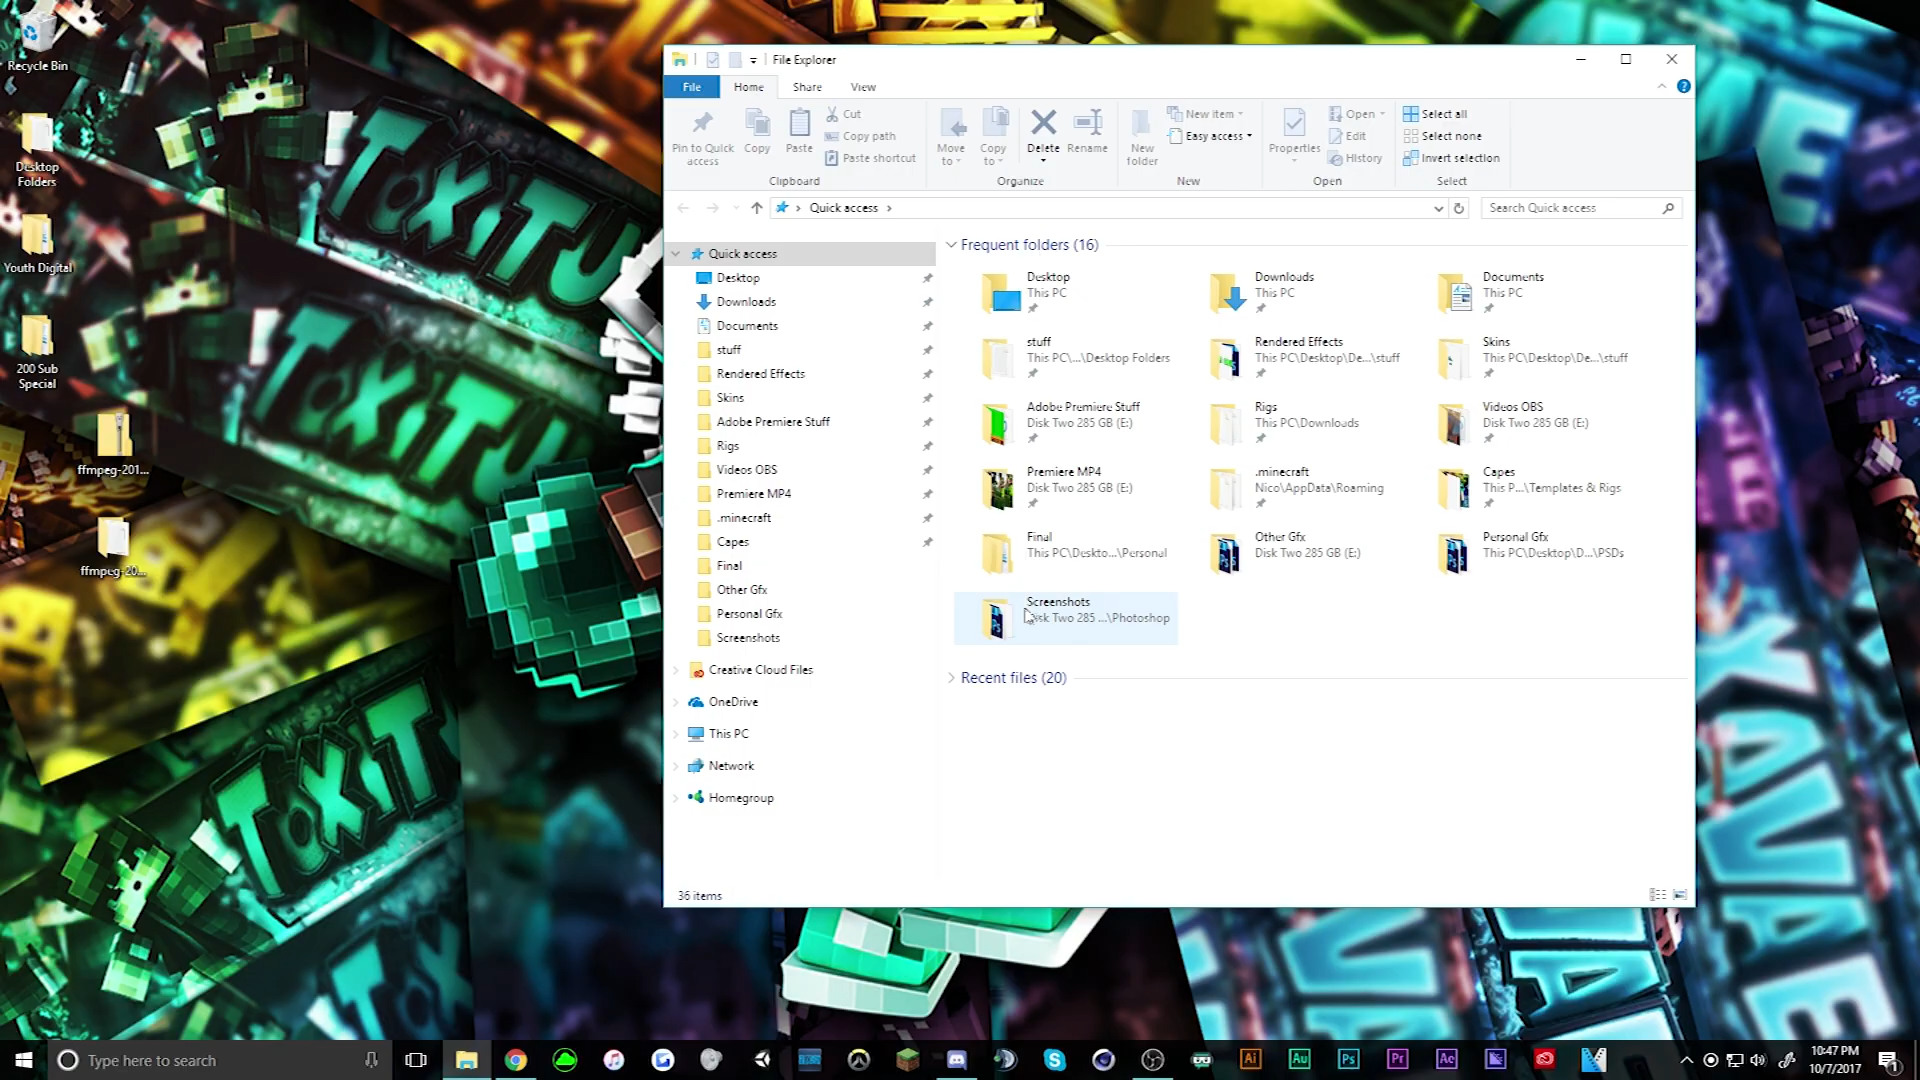 Recycle Bin
Desktop
Folders
Youth Digital
200 Sub
Special
ffmpeg-201...
ffmpeg-20...
TOXITU
TOXITU
TOXIT
File Explorer
File
Home
Share
View
Pin to Quick
access
Copy
Paste
Cut
Copy path
Paste shortcut
Clipboard
Move
to
Copy
to
Delete
Rename
Organize
New
folder
New item
Easy access
New
Properties
Open
Edit
History
Open
Select all
Select none
Invert selection
Select
Quick access
Search Quick access
Quick access
Desktop
Downloads
Documents
stuff
Rendered Effects
Skins
Adobe Premiere Stuff
Rigs
Videos OBS
Premiere MP4
.minecraft
Capes
Final
Other Gfx
Personal Gfx
Screenshots
Creative Cloud Files
OneDrive
This PC
Network
Homegroup
Frequent folders (16)
Desktop
This PC
Downloads
This PC
Documents
This PC
stuff
This PC\...\Desktop Folders
Rendered Effects
This PC\Desktop\De...\stuff
Skins
This PC\Desktop\De...\stuff
Adobe Premiere Stuff
Disk Two 285 GB (E:)
Rigs
This PC\Downloads
Videos OBS
Disk Two 285 GB (E:)
Premiere MP4
Disk Two 285 GB (E:)
.minecraft
Nico\AppData\Roaming
Capes
This P...\Templates & Rigs
Final
This PC\Deskto...\Personal
Other Gfx
Disk Two 285 GB (E:)
Personal Gfx
This PC\Desktop\D...\PSDs
Screenshots
Disk Two 285 ...\Photoshop
Recent files (20)
36 items
Type here to search
Ai
Au
Ps
Pr
Ae
10:47 PM
10/7/2017
1